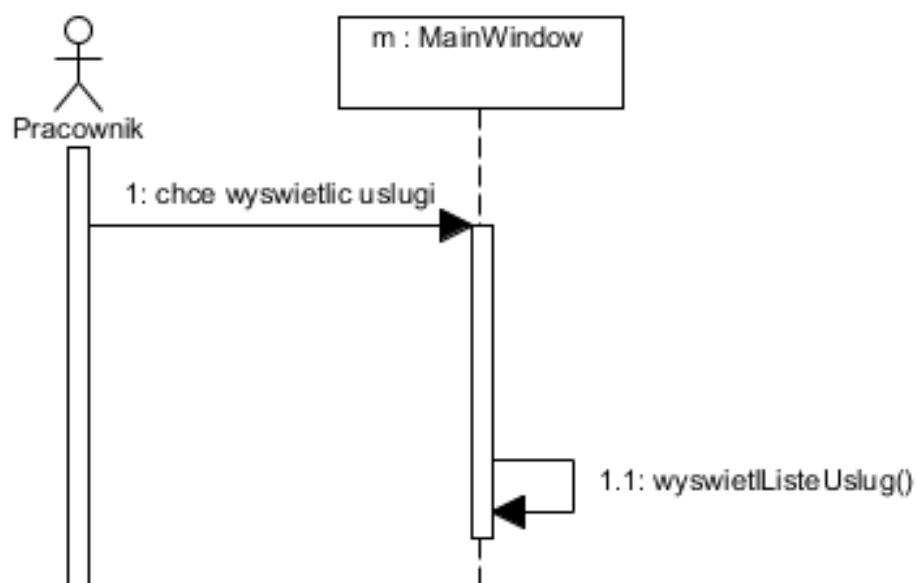 m : MainWindow
Pracownik
1: chce wyswietlic uslugi
1.1: wyswietlListeUslug()